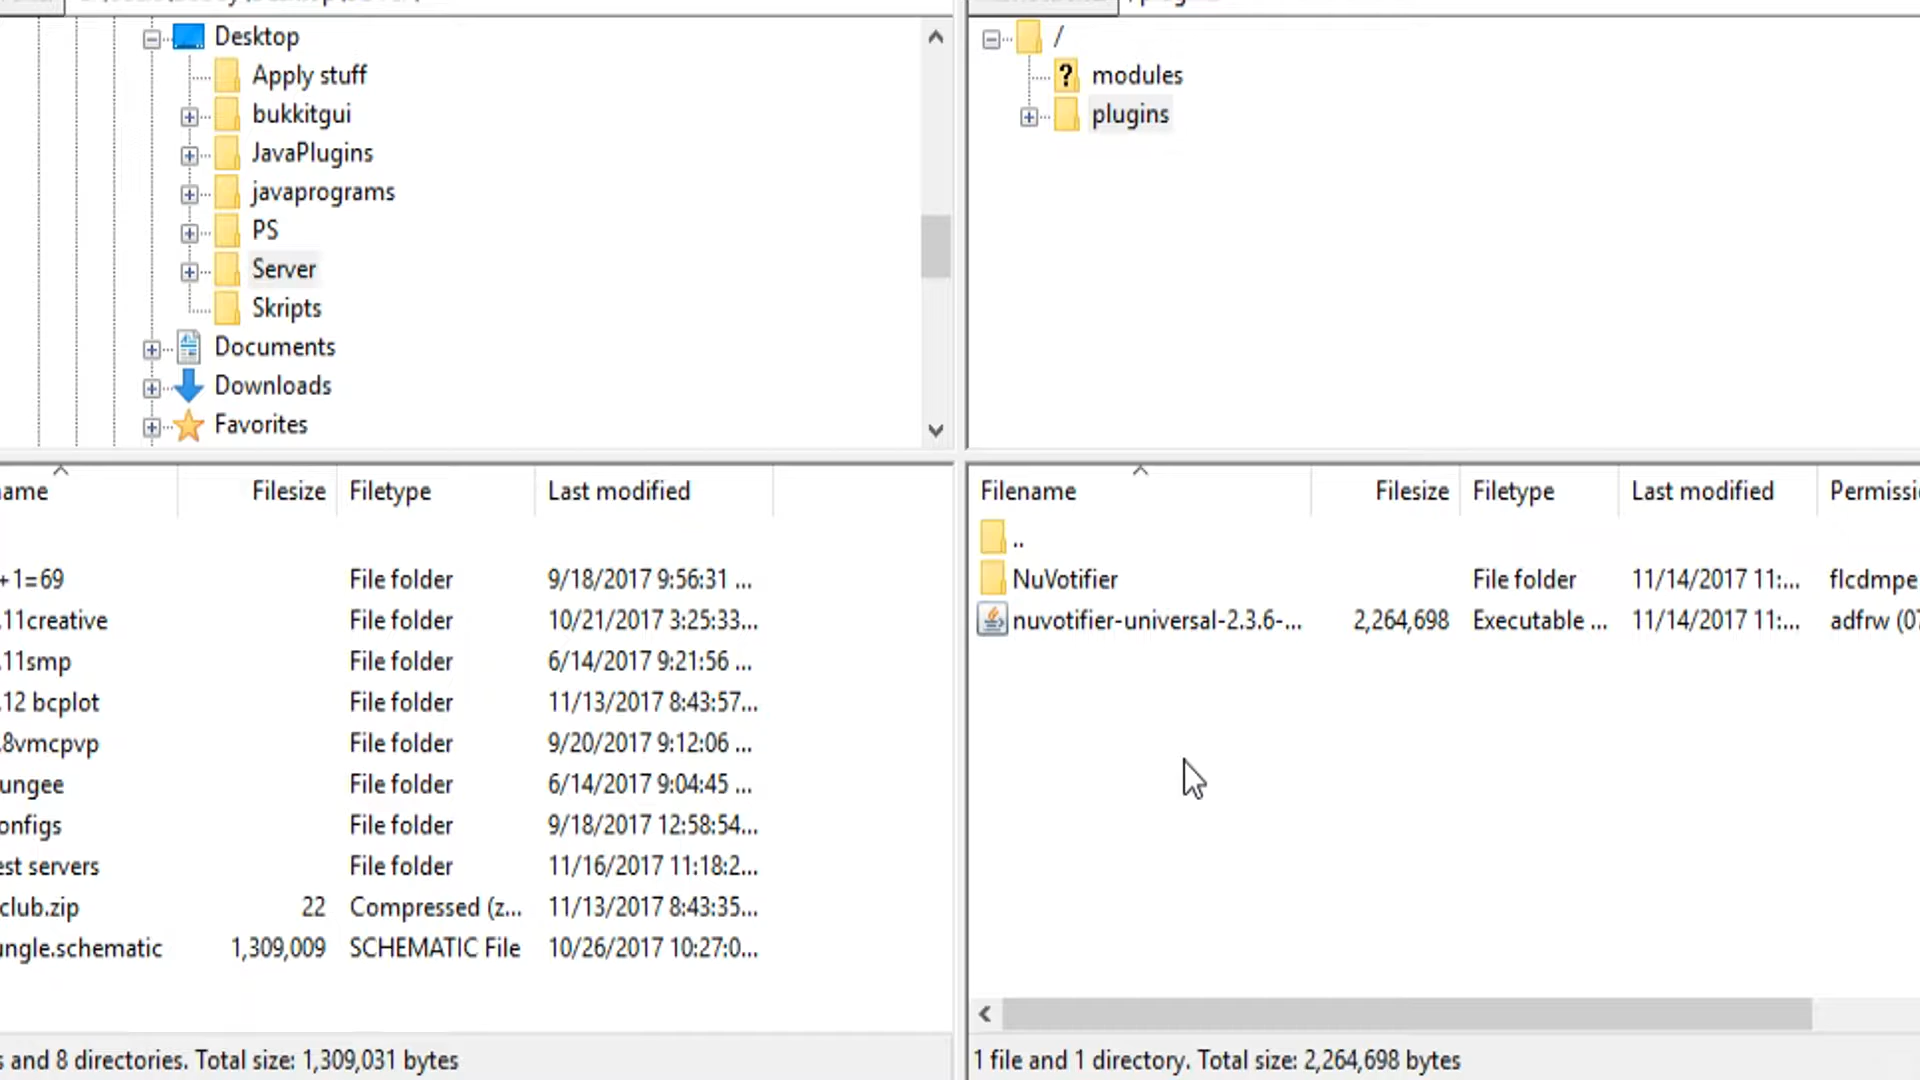 Desktop
Apply stuff
bukkitgui
JavaPlugins
javaprograms
PS
Server
Skripts
Documents
Downloads
Favorites
/
modules
plugins
ame Filesize Filetype Last modified
+1=69 File folder 9/18/2017 9:56:31 ...
.11creative File folder 10/21/2017 3:25:33...
.11smp File folder 6/14/2017 9:21:56 ...
.12 bcplot File folder 11/13/2017 8:43:57...
.8vmcpvp File folder 9/20/2017 9:12:06 ...
ungee File folder 6/14/2017 9:04:45 ...
onfigs File folder 9/18/2017 12:58:54...
est servers File folder 11/16/2017 11:18:2...
club.zip 22 Compressed (z... 11/13/2017 8:43:35...
ungle.schematic 1,309,009 SCHEMATIC File 10/26/2017 10:27:0...
s and 8 directories. Total size: 1,309,031 bytes
Filename Filesize Filetype Last modified Permissi
..
NuVotifier File folder 11/14/2017 11:... flcdmpe
nuvotifier-universal-2.3.6-... 2,264,698 Executable ... 11/14/2017 11:... adfrw (07
1 file and 1 directory. Total size: 2,264,698 bytes